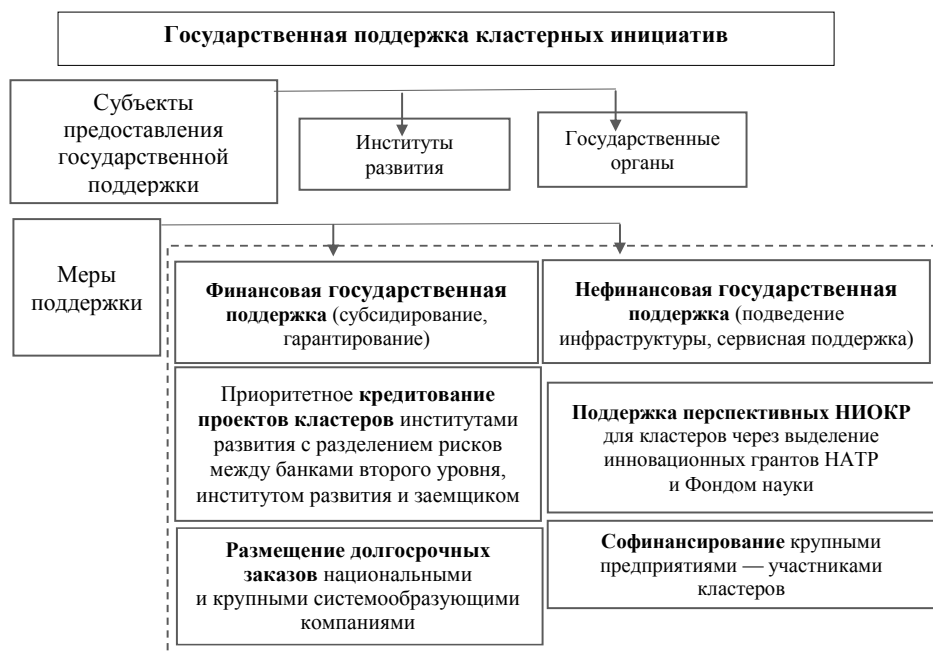 Государственная поддержка кластерных инициатив
Субъекты
предоставления
государственной
поддержки
Институты
развития
Государственные
органы
Меры
поддержки
Финансовая государственная
поддержка (субсидирование,
гарантирование)
Нефинансовая государственная
поддержка (подведение
инфраструктуры, сервисная поддержка)
Приоритетное кредитование
проектов кластеров институтами
развития с разделением рисков
между банками второго уровня,
институтом развития и заемщиком
Поддержка перспективных НИОКР
для кластеров через выделение
инновационных грантов НАТР
и Фондом науки
Размещение долгосрочных
заказов национальными
и крупными системообразующими
компаниями
Софинансирование крупными
предприятиями — участниками
кластеров